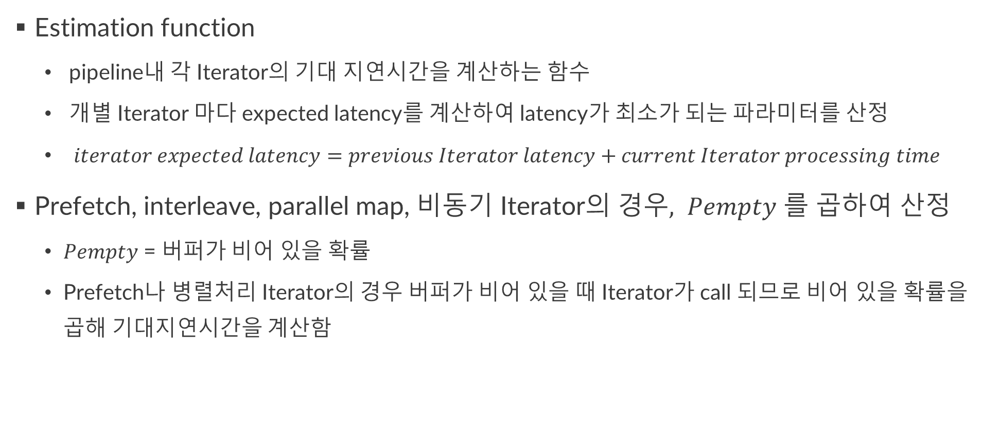 ▪ Estimation function
• pipeline내 각 Iterator의 기대 지연시간을 계산하는 함수
• 개별 Iterator 마다 expected latency를 계산하여 latency가 최소가 되는 파라미터를 산정
• iterator expected latency = previous Iterator latency + current Iterator processing time
▪ Prefetch, interleave, parallel map, 비동기 Iterator의 경우, Pempty 를 곱하여 산정
• Pempty = 버퍼가 비어 있을 확률
• Prefetch나 병렬처리 Iterator의 경우 버퍼가 비어 있을 때 Iterator가 call 되므로 비어 있을 확률을
곱해 기대지연시간을 계산함